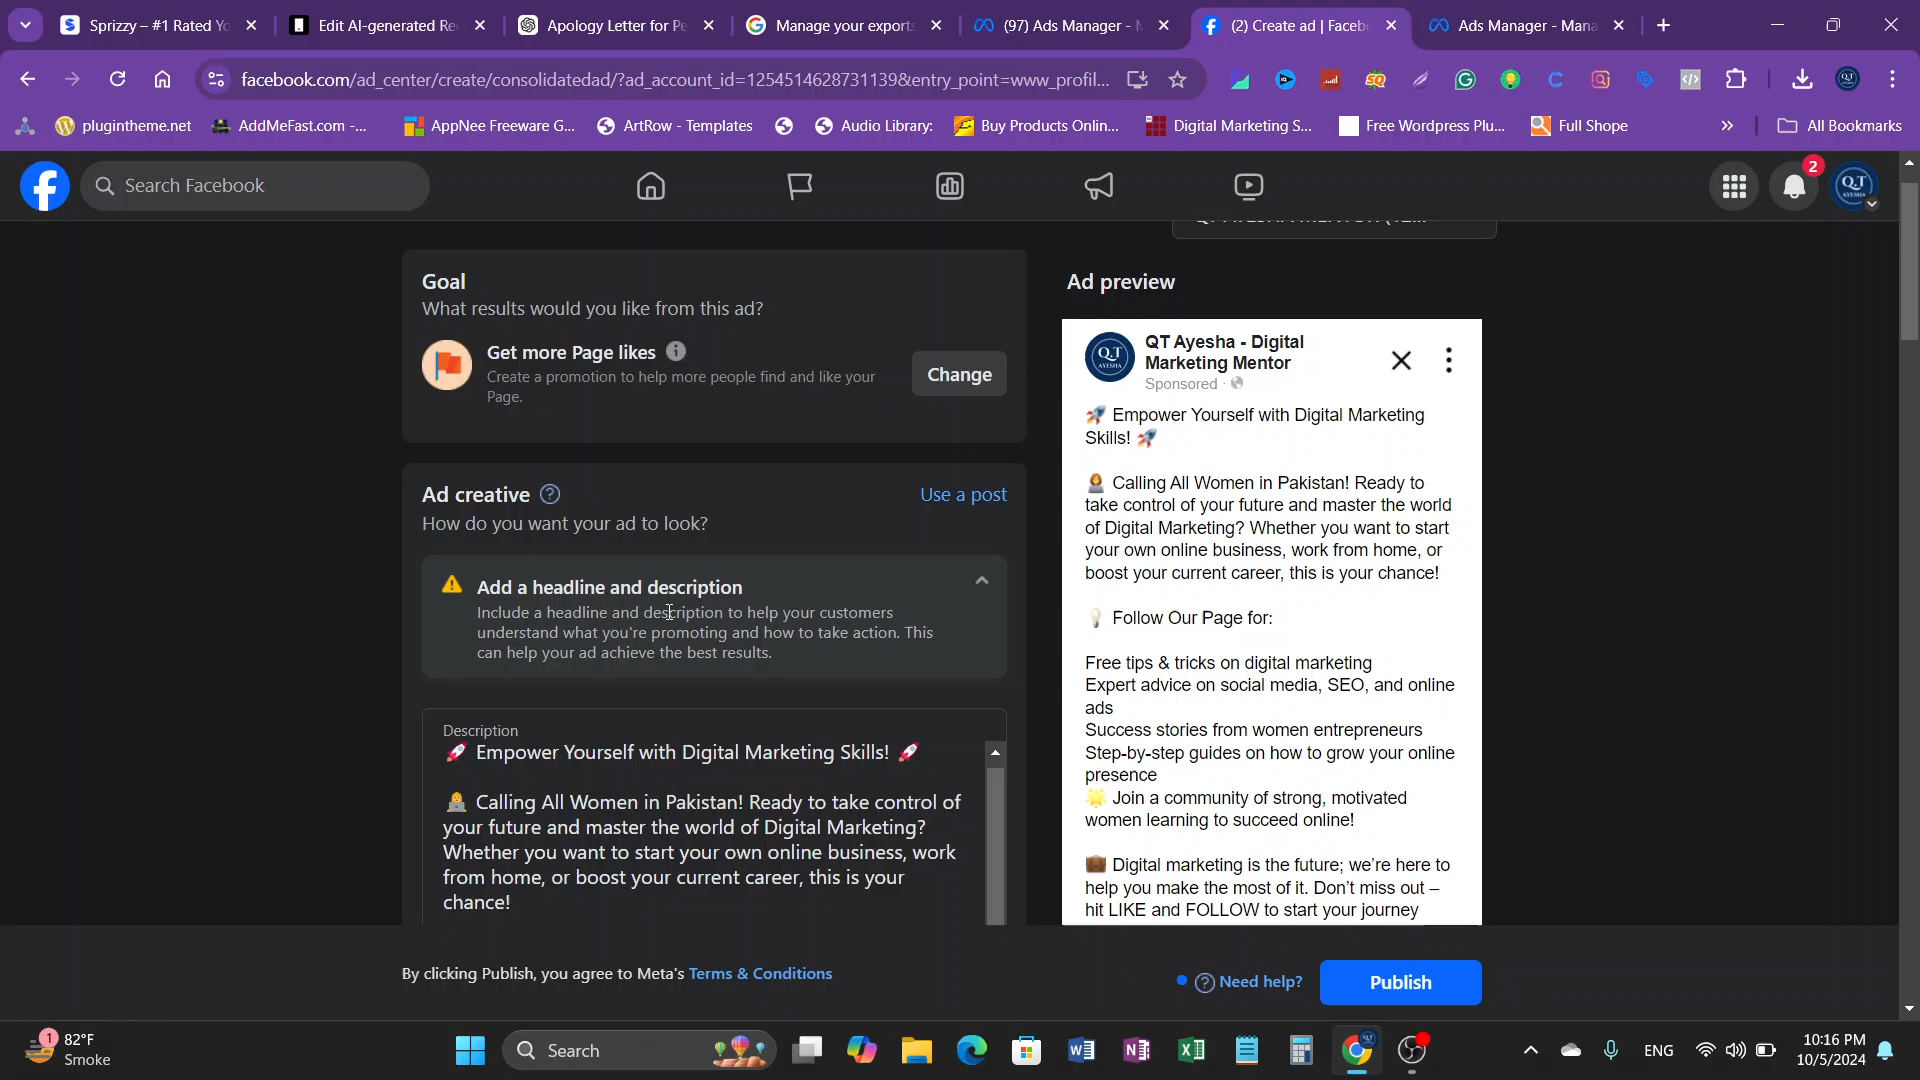 Sprizzy – #1 Rated Yo
Edit AI-generated Re
Apology Letter for Pe
Manage your exports
(97) Ads Manager - M
(2) Create ad | Faceb
Ads Manager - Mana
facebook.com/ad_center/create/consolidatedad/?ad_account_id=1254514628731139&entry_point=www_profil...
plugintheme.net
AddMeFast.com -...
AppNee Freeware G...
ArtRow - Templates
Audio Library:
Buy Products Onlin...
Digital Marketing S...
Free Wordpress Plu...
Full Shope
All Bookmarks
Search Facebook
2
Goal
What results would you like from this ad?
Get more Page likes
Create a promotion to help more people find and like your
Page.
Change
Ad creative
Use a post
How do you want your ad to look?
Add a headline and description
Include a headline and description to help your customers
understand what you're promoting and how to take action. This
can help your ad achieve the best results.
Description
🚀 Empower Yourself with Digital Marketing Skills! 🚀
👩‍💼 Calling All Women in Pakistan! Ready to take control of
your future and master the world of Digital Marketing?
Whether you want to start your own online business, work
from home, or boost your current career, this is your
chance!
Ad preview
QT Ayesha - Digital
Marketing Mentor
Sponsored ·
🚀 Empower Yourself with Digital Marketing
Skills! 🚀
👩‍💼 Calling All Women in Pakistan! Ready to
take control of your future and master the world
of Digital Marketing? Whether you want to start
your own online business, work from home, or
boost your current career, this is your chance!
💡 Follow Our Page for:
Free tips & tricks on digital marketing
Expert advice on social media, SEO, and online
ads
Success stories from women entrepreneurs
Step-by-step guides on how to grow your online
presence
🌟 Join a community of strong, motivated
women learning to succeed online!
💼 Digital marketing is the future; we're here to
help you make the most of it. Don't miss out –
hit LIKE and FOLLOW to start your journey
By clicking Publish, you agree to Meta's Terms & Conditions
Need help?
Publish
1
82°F
Smoke
Search
ENG
10:16 PM
10/5/2024